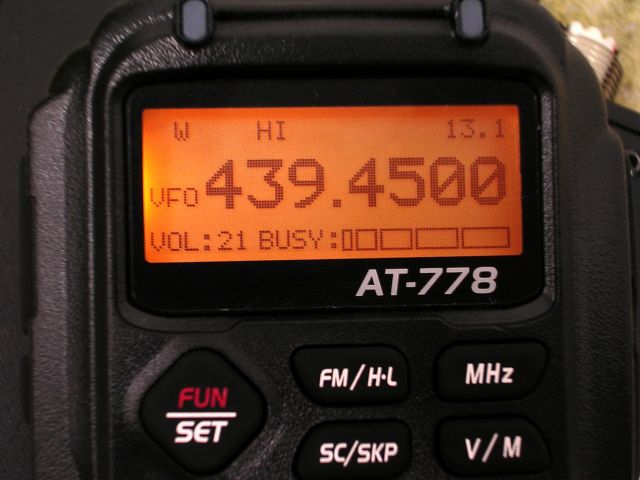 W HI 13.1
VFO 439.4500
VOL:21 BUSY:
AT-778
FUN FM/H·L MHz
SET SC/SKP V/M